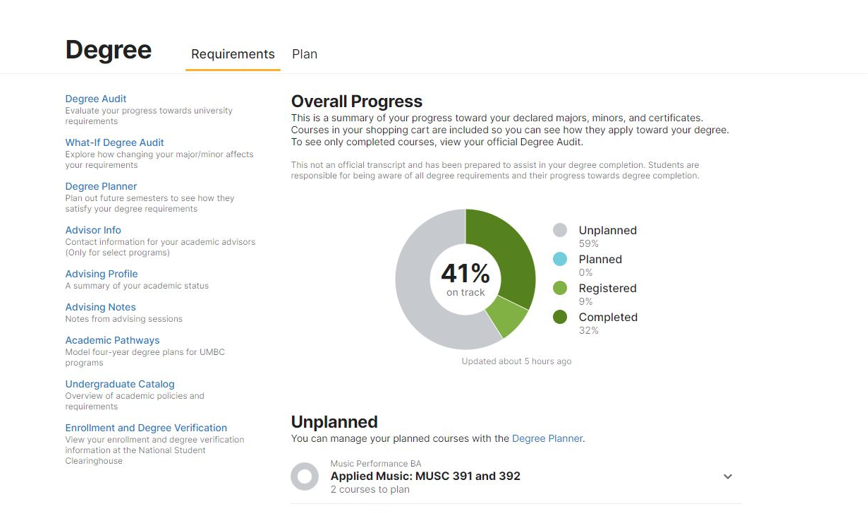 Degree
Requirements
Plan
Degree Audit
Evaluate your progress towards university
requirements
What-If Degree Audit
Explore how changing your major/minor affects
your requirements
Degree Planner
Plan out future semesters to see how they
satisfy your degree requirements
Advisor Info
Contact information for your academic advisors
(Only for select programs)
Advising Profile
A summary of your academic status
Advising Notes
Notes from advising sessions
Academic Pathways
Model four-year degree plans for UMBC
programs
Undergraduate Catalog
Overview of academic policies and
requirements
Enrollment and Degree Verification
View your enrollment and degree verification
information at the National Student
Clearinghouse
Overall Progress
This is a summary of your progress toward your declared majors, minors, and certificates.
Courses in your shopping cart are included so you can see how they apply toward your degree.
To see only completed courses, view your official Degree Audit.
This not an official transcript and has been prepared to assist in your degree completion. Students are
responsible for being aware of all degree requirements and their progress towards degree completion.
41%
on track
Unplanned
59%
Planned
0%
Registered
9%
Completed
32%
Updated about 5 hours ago
Unplanned
You can manage your planned courses with the Degree Planner.
Music Performance BA
Applied Music: MUSC 391 and 392
2 courses to plan